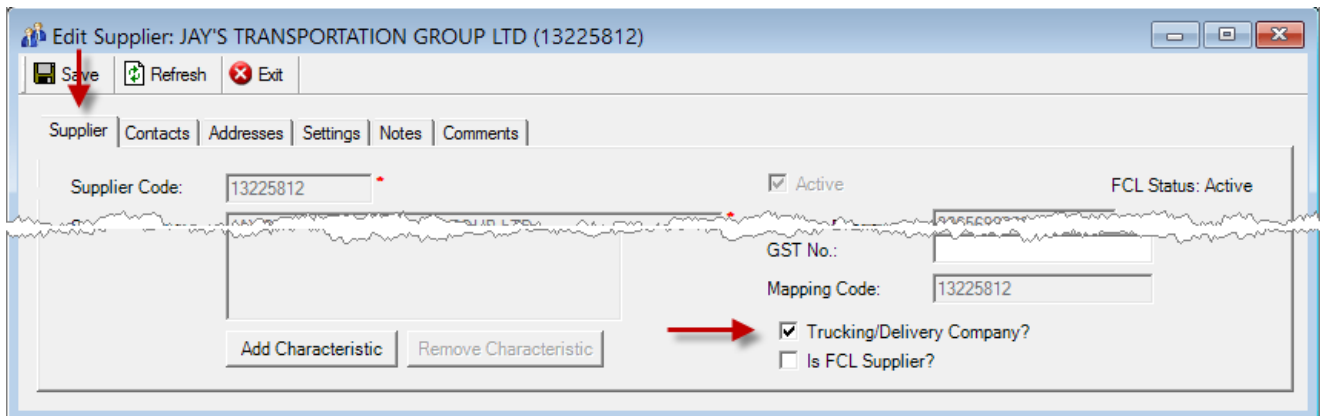 Edit Supplier: JAY'S TRANSPORTATION GROUP LTD (13225812)
Save Refresh Exit
Supplier Contacts Addresses Settings Notes Comments
Supplier Code: 13225812 * Active FCL Status: Active
GST No.:
Mapping Code: 13225812
Trucking/Delivery Company?
Add Characteristic Remove Characteristic
Is FCL Supplier?